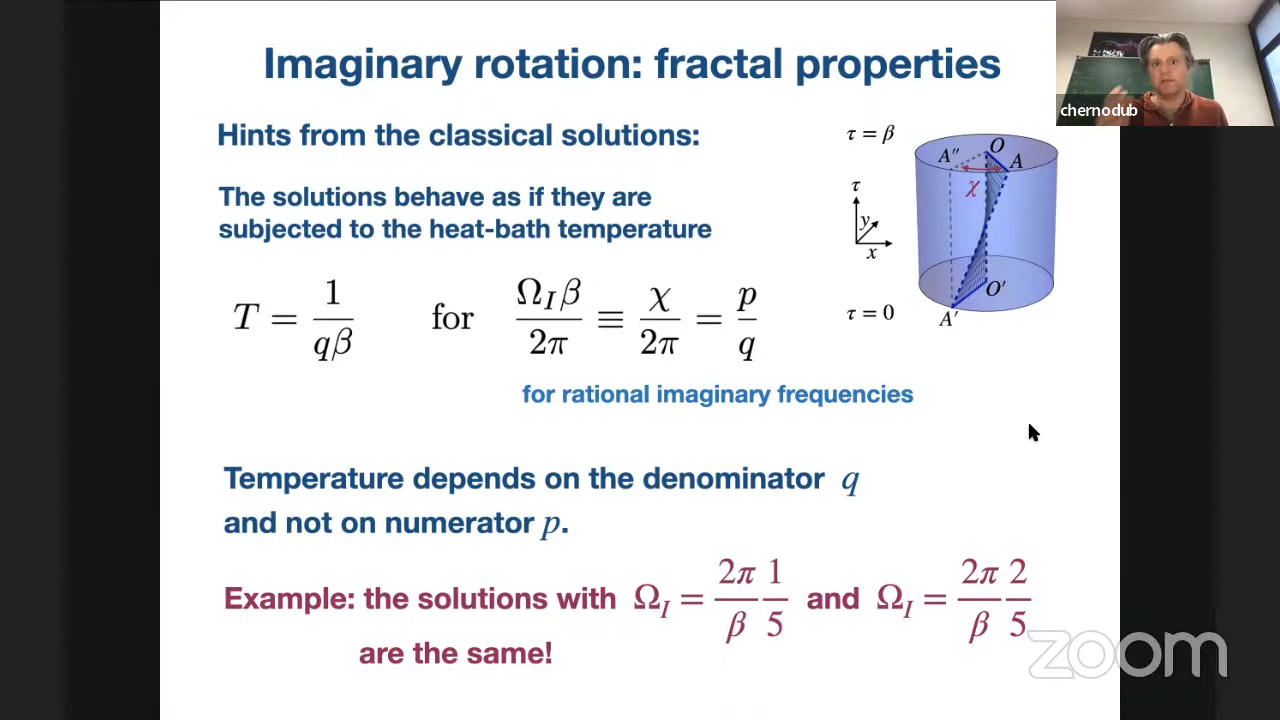 Imaginary rotation: fractal properties
chernodub
Hints from the classical solutions:
The solutions behave as if they are
subjected to the heat-bath temperature
τ = β
A″ O A
χ
τ
y
x
O′
τ = 0 A′
T = 1/(qβ) for Ω_I β/2π ≡ χ/2π = p/q
for rational imaginary frequencies
Temperature depends on the denominator q
and not on numerator p.
Example: the solutions with Ω_I = 2π/β 1/5 and Ω_I = 2π/β 2/5
are the same!
zoom